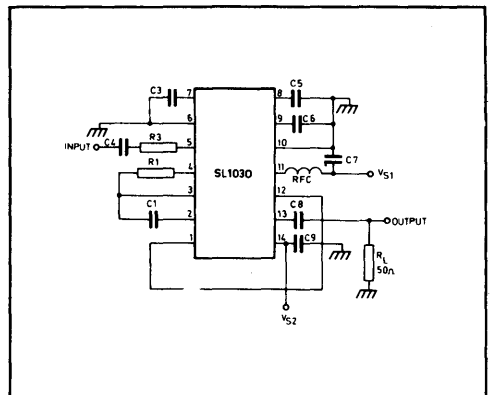 C3 7 8 C5
6 9 C6
INPUT C4 R3 5 10 C7
R1 4 SL1030 11 RFC VS1
3 12
C1 2 13 C8 OUTPUT
1 14 C9 RL
50Ω
VS2